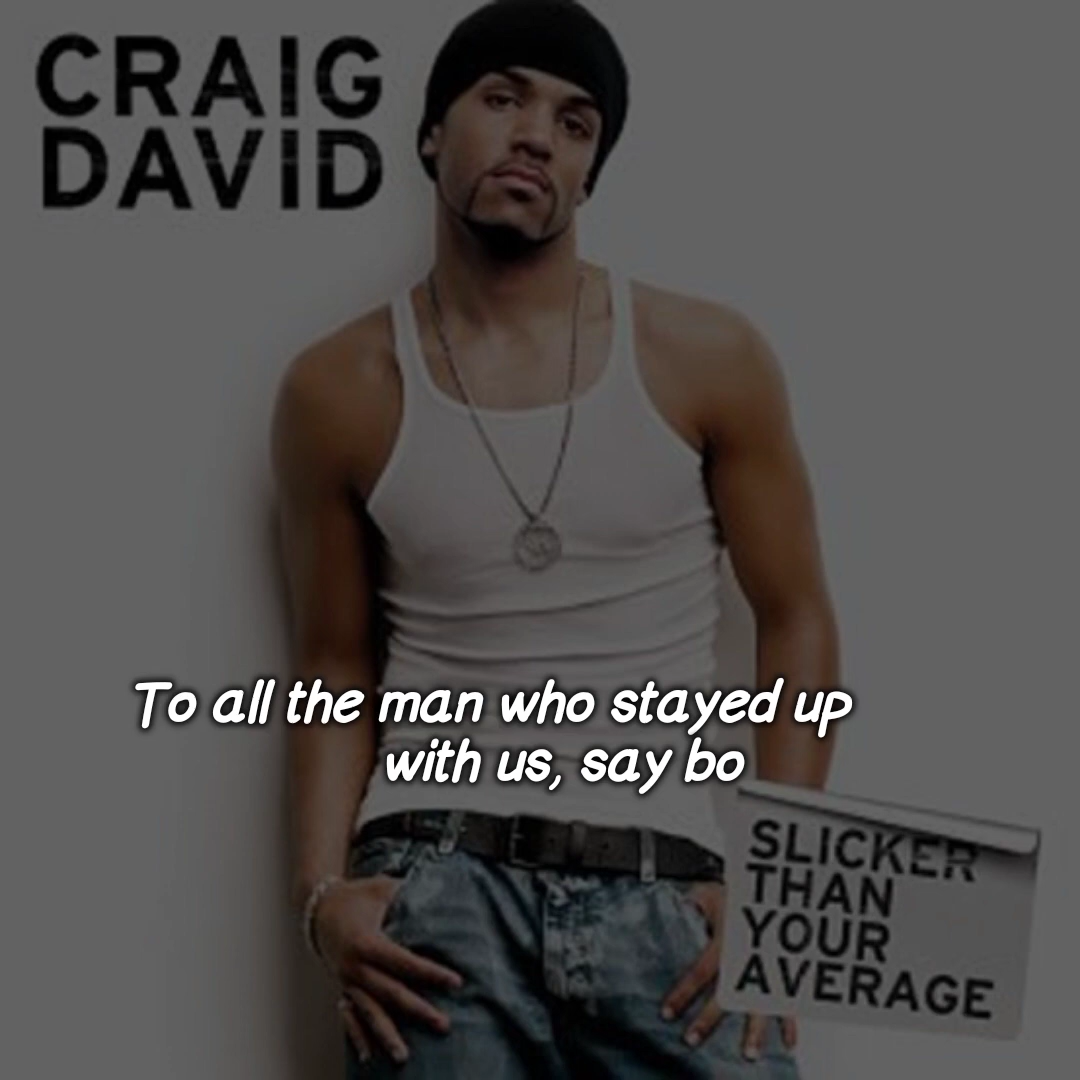 CRAIG
DAVID
To all the man who stayed up
with us, say bo
SLICKER
THAN
YOUR
AVERAGE